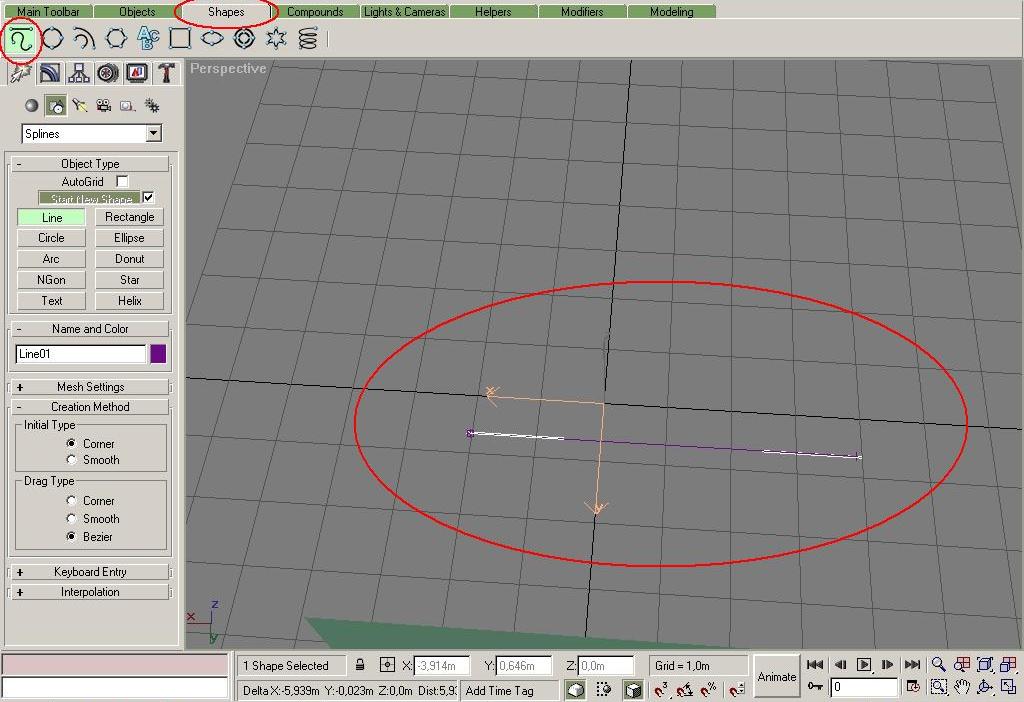 Main Toolbar Objects Shapes Compounds Lights & Cameras Helpers Modifiers Modeling
Perspective
Splines
- Object Type
AutoGrid
Start New Shape
Line Rectangle
Circle Ellipse
Arc Donut
NGon Star
Text Helix
- Name and Color
Line01
+ Mesh Settings
- Creation Method
Initial Type
Corner
Smooth
Drag Type
Corner
Smooth
Bezier
+ Keyboard Entry
+ Interpolation
x
y
z
x
y
1 Shape Selected X: -3,914m Y: 0,646m Z: 0,0m Grid = 1,0m
Animate
Delta X:-5,939m Y:-0,023m Z:0,0m Dist:5,9 Add Time Tag
0